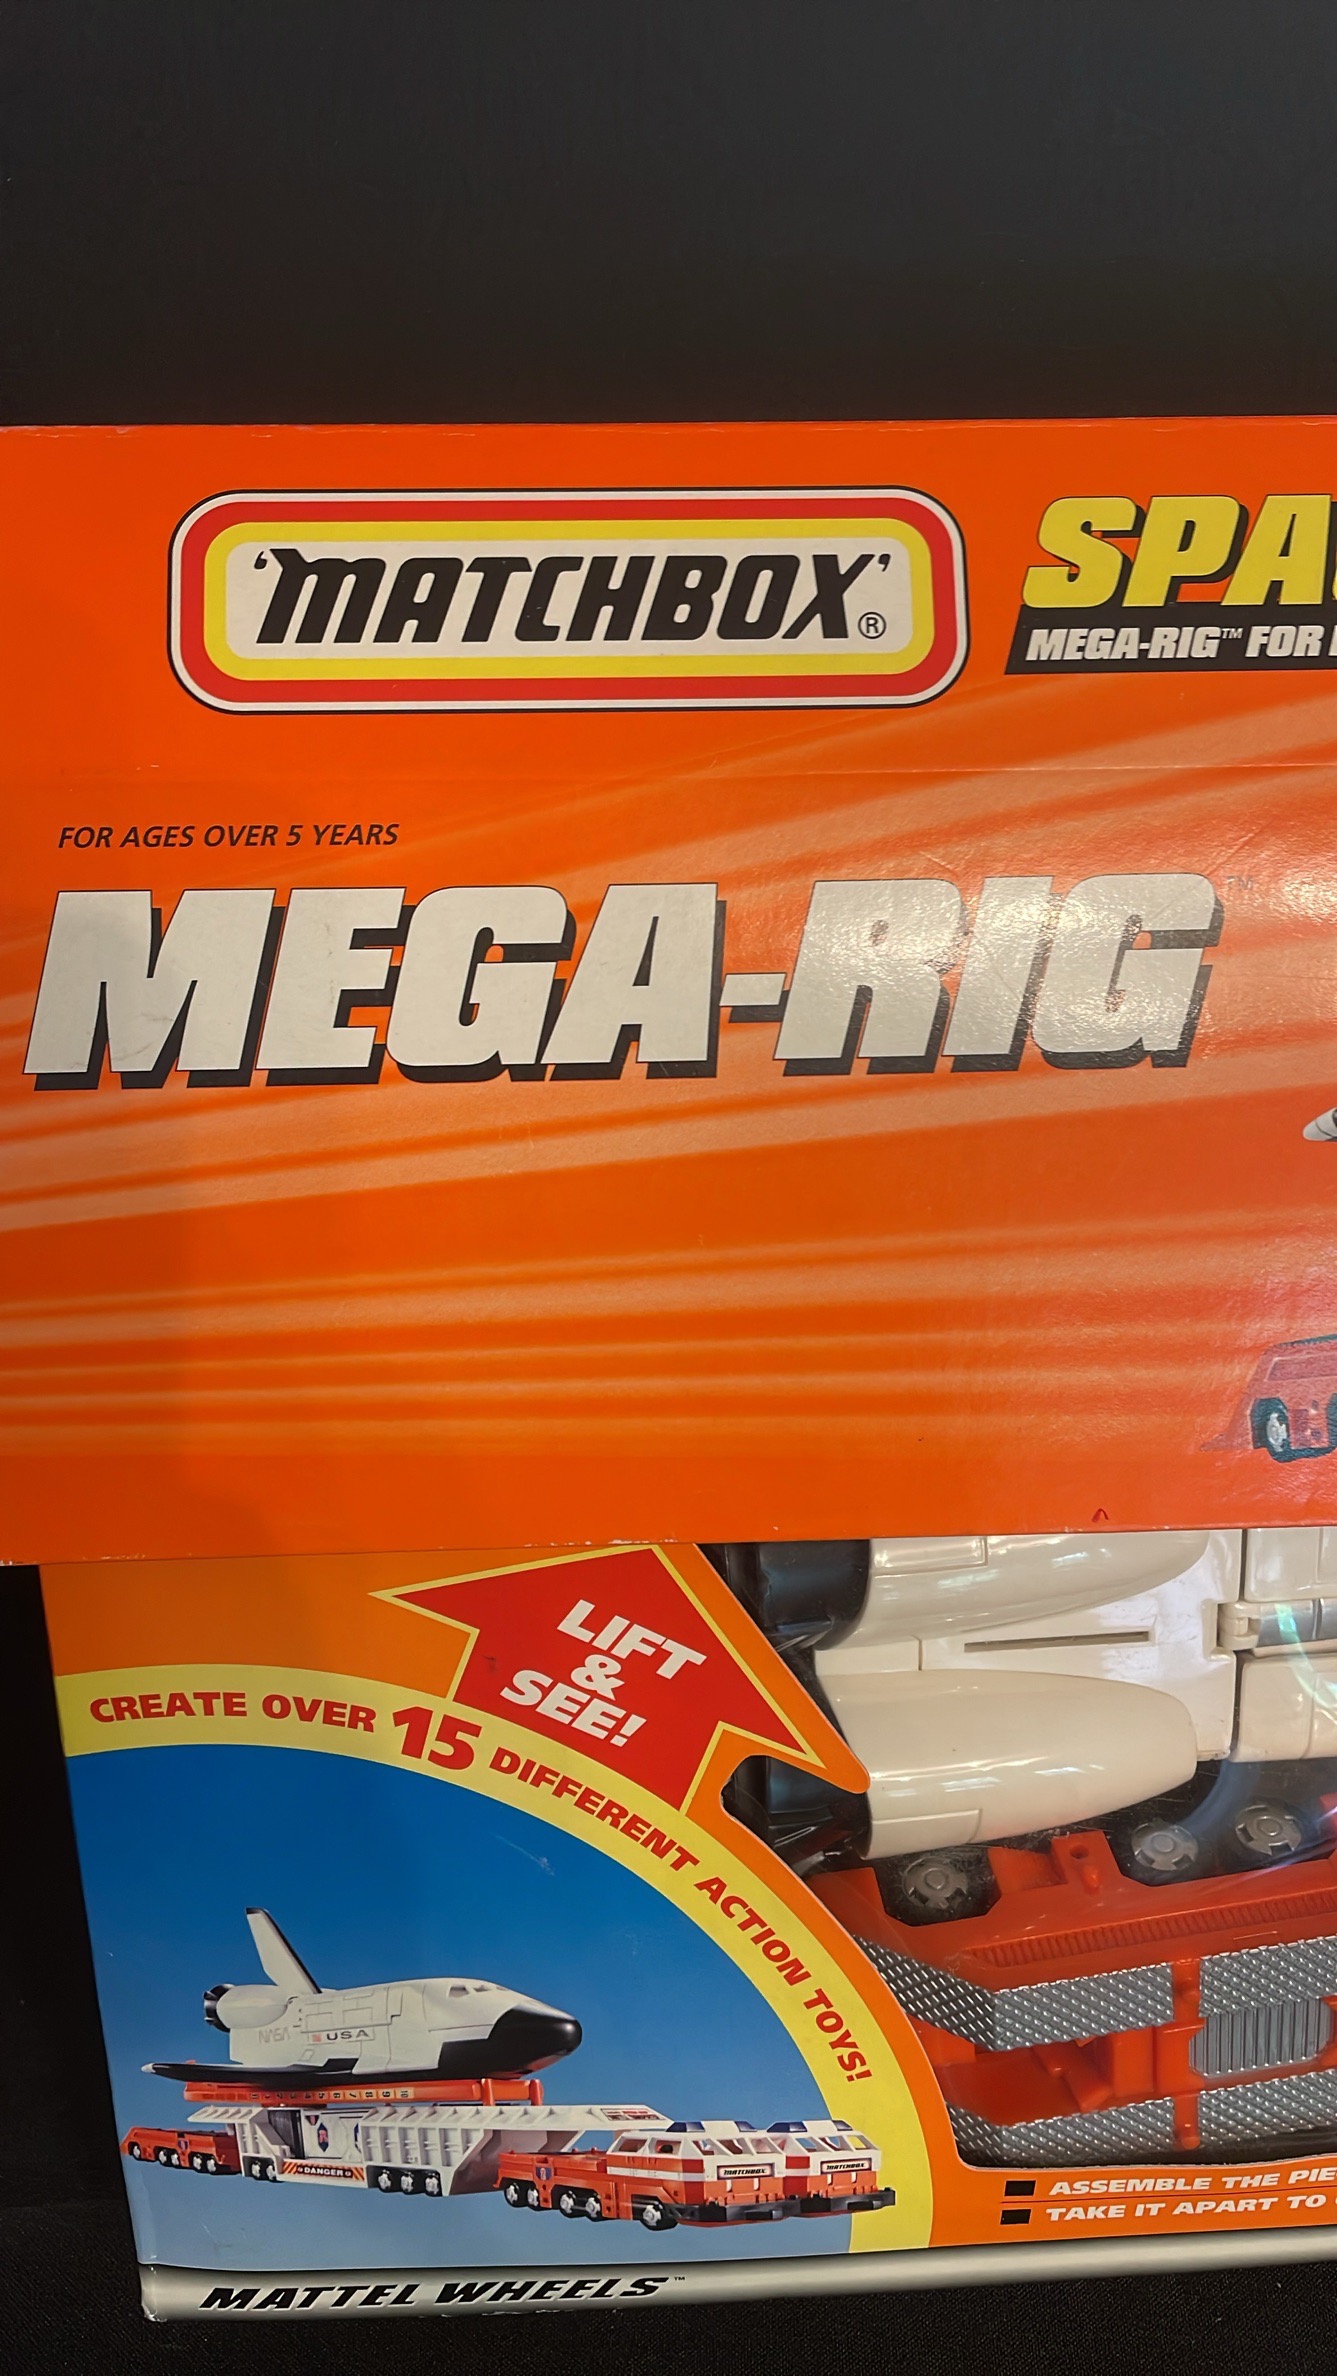 'MATCHBOX'®
SPA
MEGA-RIG™ FOR
FOR AGES OVER 5 YEARS
MEGA-RIG™
LIFT
&
SEE!
CREATE OVER 15 DIFFERENT ACTION TOYS!
NASA
USA
DANGER
MATCHBOX
MATCHBOX
ASSEMBLE THE PIE
TAKE IT APART TO
MATTEL WHEELS™